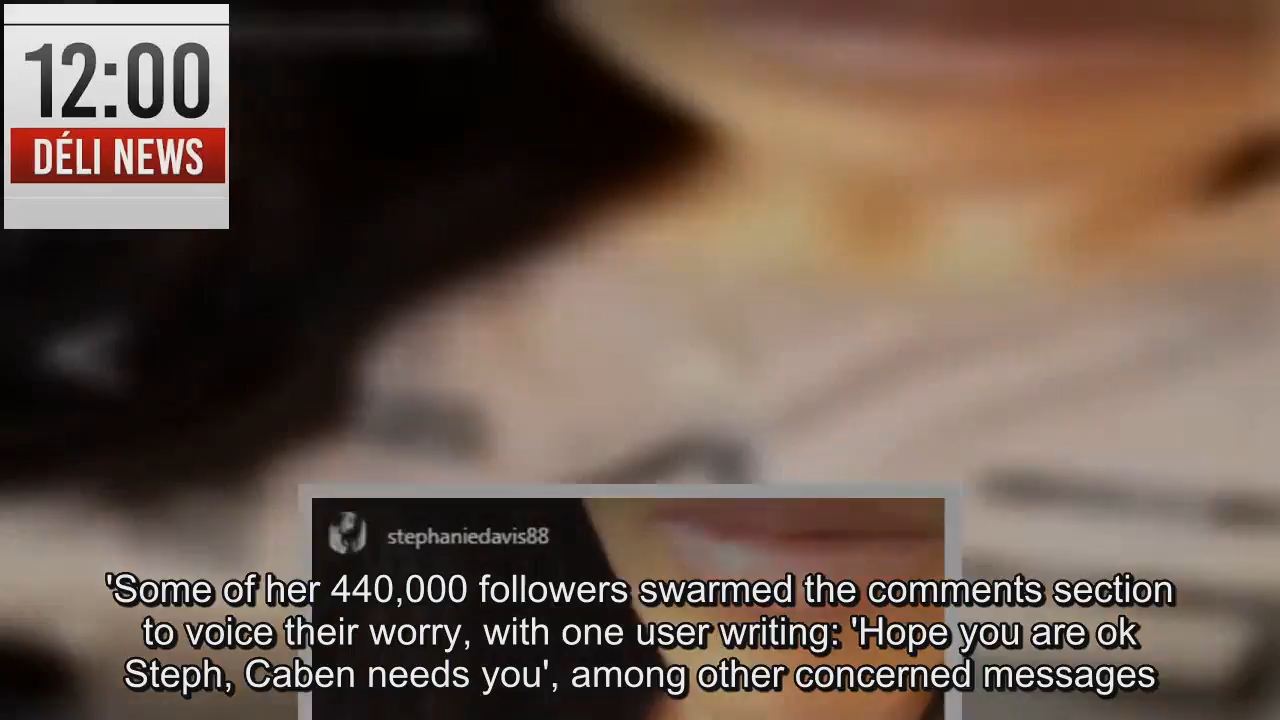 12:00
DÉLI NEWS
stephaniedavis88
'Some of her 440,000 followers swarmed the comments section
to voice their worry, with one user writing: 'Hope you are ok
Steph, Caben needs you', among other concerned messages